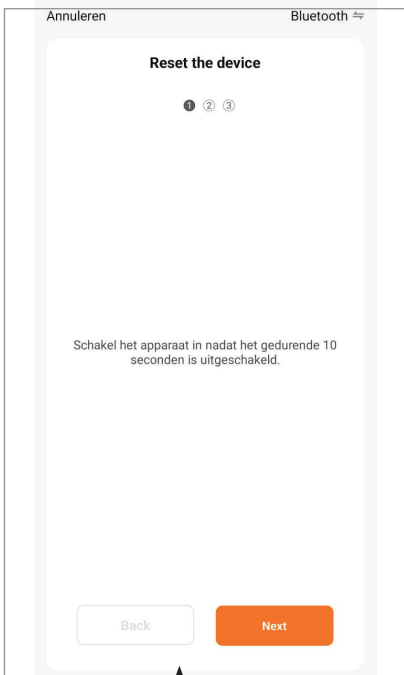 Annuleren
Bluetooth ⇋
Reset the device
❶ ② ③
Schakel het apparaat in nadat het gedurende 10
seconden is uitgeschakeld.
Back
Next